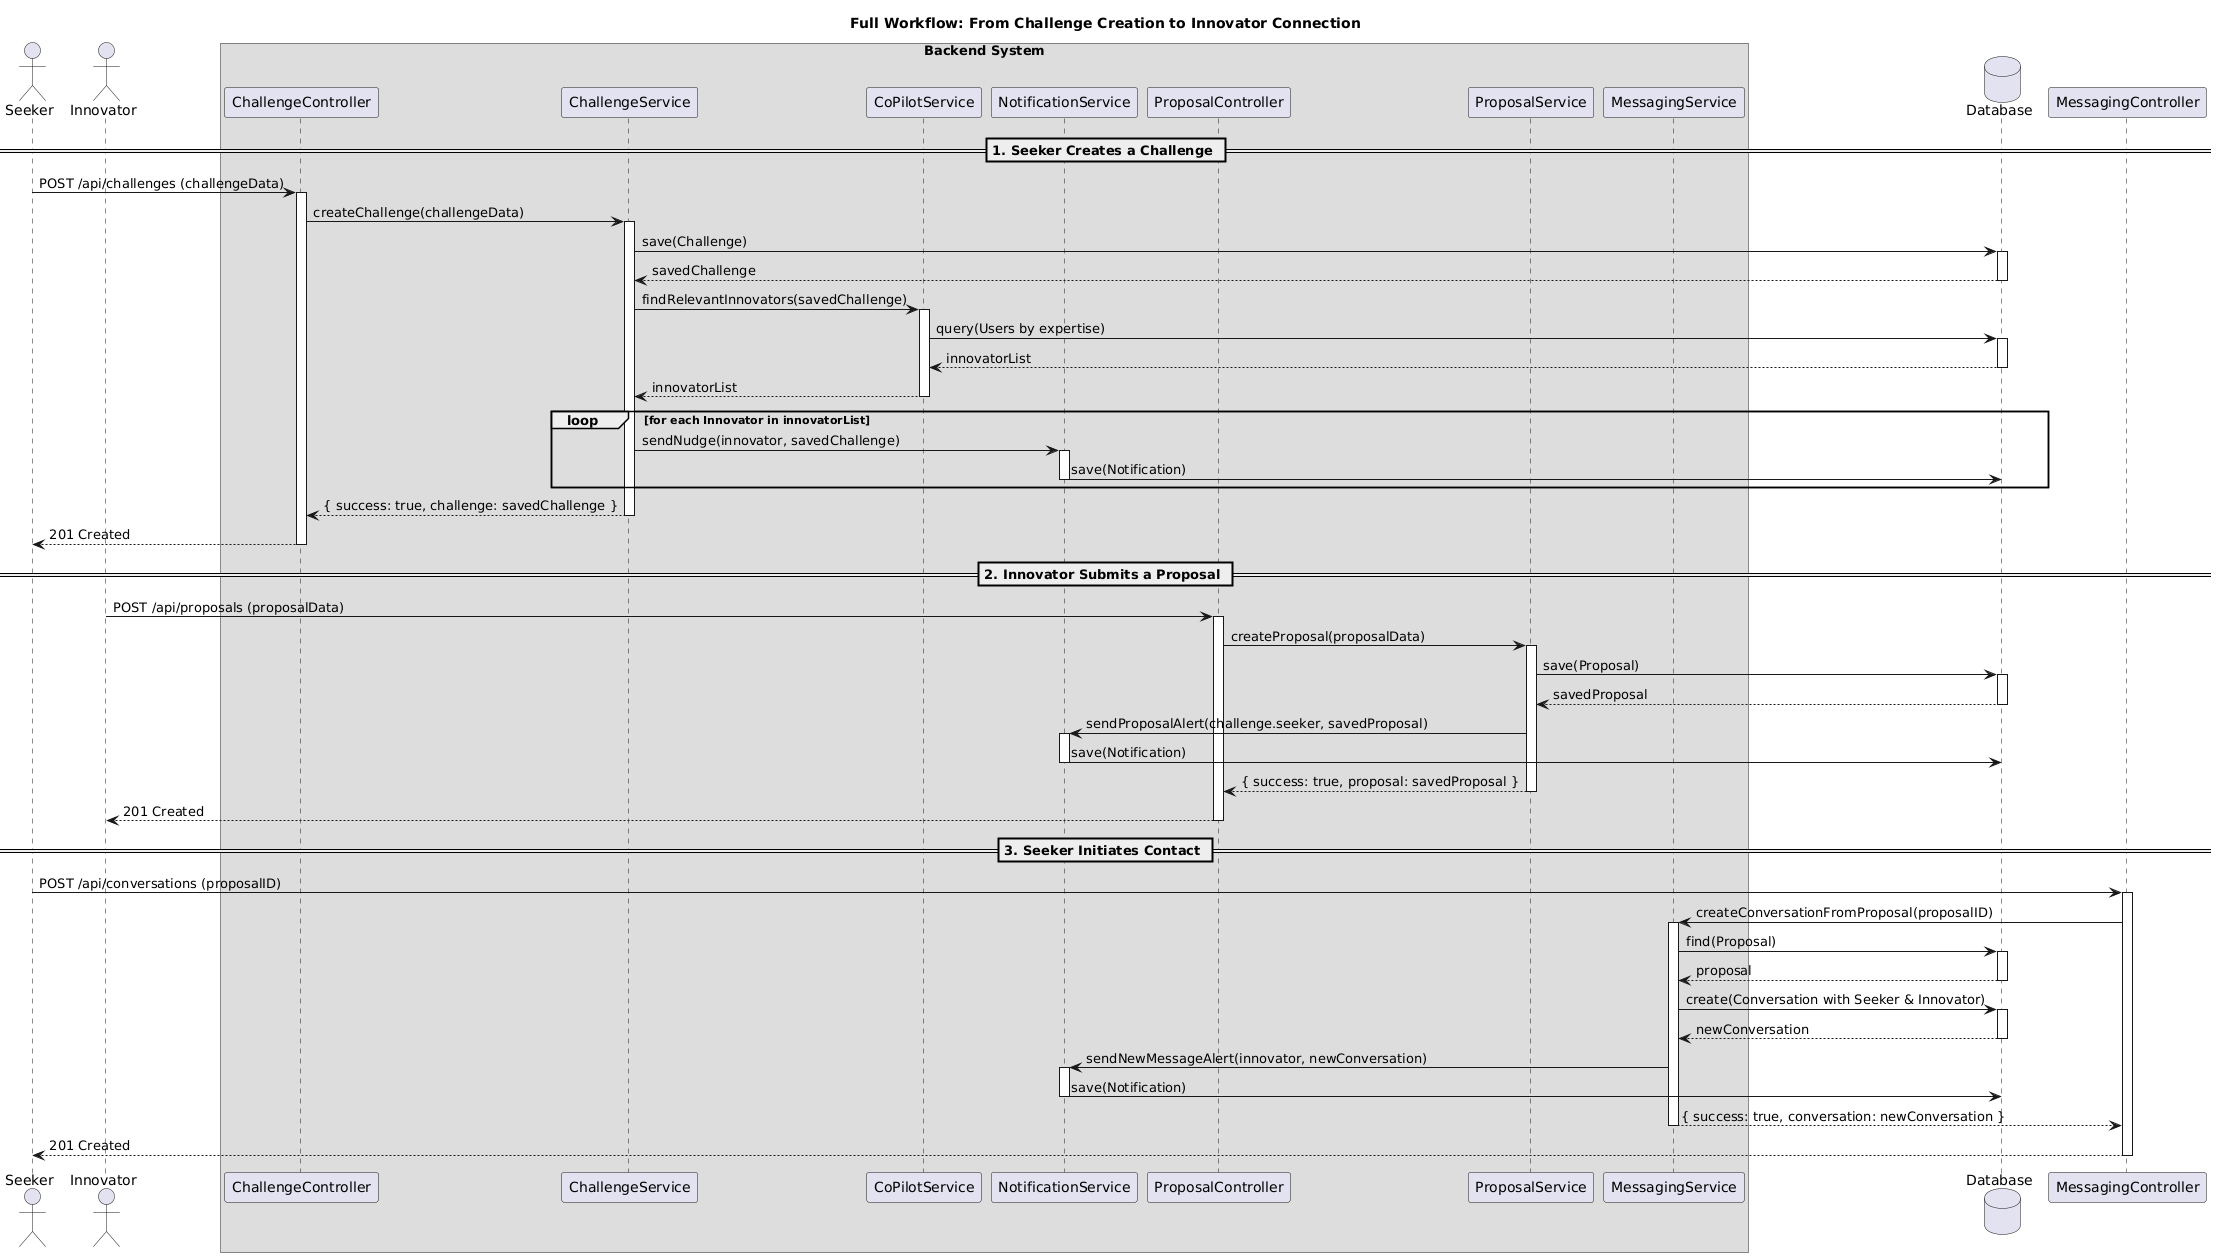 Full Workflow: From Challenge Creation to Innovator Connection
Backend System
Seeker
Innovator
ChallengeController
ChallengeService
CoPilotService
NotificationService
ProposalController
ProposalService
MessagingService
Database
MessagingController
1. Seeker Creates a Challenge
POST /api/challenges (challengeData)
createChallenge(challengeData)
save(Challenge)
savedChallenge
findRelevantInnovators(savedChallenge)
query(Users by expertise)
innovatorList
innovatorList
loop
[for each Innovator in innovatorList]
sendNudge(innovator, savedChallenge)
save(Notification)
{ success: true, challenge: savedChallenge }
201 Created
2. Innovator Submits a Proposal
POST /api/proposals (proposalData)
createProposal(proposalData)
save(Proposal)
savedProposal
sendProposalAlert(challenge.seeker, savedProposal)
save(Notification)
{ success: true, proposal: savedProposal }
201 Created
3. Seeker Initiates Contact
POST /api/conversations (proposalID)
createConversationFromProposal(proposalID)
find(Proposal)
proposal
create(Conversation with Seeker & Innovator)
newConversation
sendNewMessageAlert(innovator, newConversation)
save(Notification)
{ success: true, conversation: newConversation }
201 Created
Seeker
Innovator
ChallengeController
ChallengeService
CoPilotService
NotificationService
ProposalController
ProposalService
MessagingService
Database
MessagingController